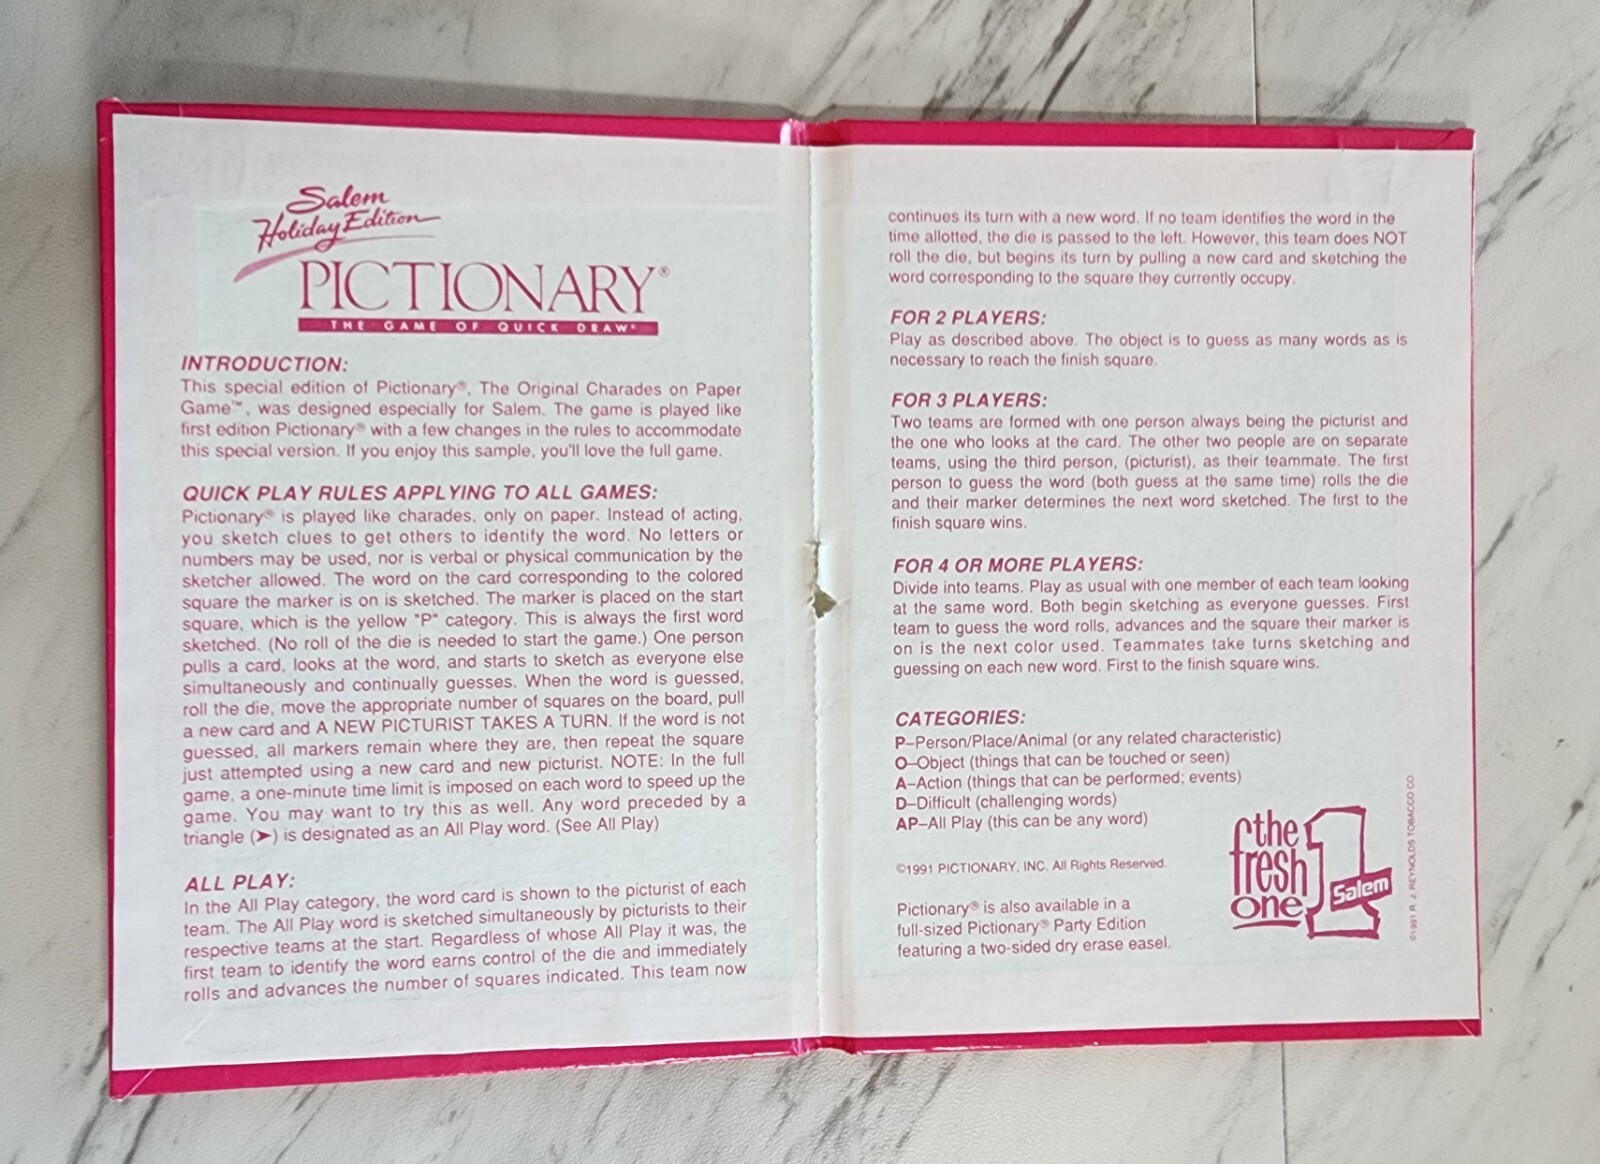 Salem
Holiday Edition
PICTIONARY®
THE GAME OF QUICK DRAW®
INTRODUCTION:
This special edition of Pictionary®, The Original Charades on Paper
Game™, was designed especially for Salem. The game is played like
first edition Pictionary® with a few changes in the rules to accommodate
this special version. If you enjoy this sample, you'll love the full game.
QUICK PLAY RULES APPLYING TO ALL GAMES:
Pictionary® is played like charades, only on paper. Instead of acting,
you sketch clues to get others to identify the word. No letters or
numbers may be used, nor is verbal or physical communication by the
sketcher allowed. The word on the card corresponding to the colored
square the marker is on is sketched. The marker is placed on the start
square, which is the yellow "P" category. This is always the first word
sketched. (No roll of the die is needed to start the game.) One person
pulls a card, looks at the word, and starts to sketch as everyone else
simultaneously and continually guesses. When the word is guessed,
roll the die, move the appropriate number of squares on the board, pull
a new card and A NEW PICTURIST TAKES A TURN. If the word is not
guessed, all markers remain where they are, then repeat the square
just attempted using a new card and new picturist. NOTE: In the full
game, a one-minute time limit is imposed on each word to speed up the
game. You may want to try this as well. Any word preceded by a
triangle (➤) is designated as an All Play word. (See All Play)
ALL PLAY:
In the All Play category, the word card is shown to the picturist of each
team. The All Play word is sketched simultaneously by picturists to their
respective teams at the start. Regardless of whose All Play it was, the
first team to identify the word earns control of the die and immediately
rolls and advances the number of squares indicated. This team now
continues its turn with a new word. If no team identifies the word in the
time allotted, the die is passed to the left. However, this team does NOT
roll the die, but begins its turn by pulling a new card and sketching the
word corresponding to the square they currently occupy.
FOR 2 PLAYERS:
Play as described above. The object is to guess as many words as is
necessary to reach the finish square.
FOR 3 PLAYERS:
Two teams are formed with one person always being the picturist and
the one who looks at the card. The other two people are on separate
teams, using the third person, (picturist), as their teammate. The first
person to guess the word (both guess at the same time) rolls the die
and their marker determines the next word sketched. The first to the
finish square wins.
FOR 4 OR MORE PLAYERS:
Divide into teams. Play as usual with one member of each team looking
at the same word. Both begin sketching as everyone guesses. First
team to guess the word rolls, advances and the square their marker is
on is the next color used. Teammates take turns sketching and
guessing on each new word. First to the finish square wins.
CATEGORIES:
P–Person/Place/Animal (or any related characteristic)
O–Object (things that can be touched or seen)
A–Action (things that can be performed; events)
D–Difficult (challenging words)
AP–All Play (this can be any word)
©1991 PICTIONARY, INC. All Rights Reserved.
Pictionary® is also available in a
full-sized Pictionary® Party Edition
featuring a two-sided dry erase easel.
the
fresh
one
1
Salem
©1991 R. J. REYNOLDS TOBACCO CO.